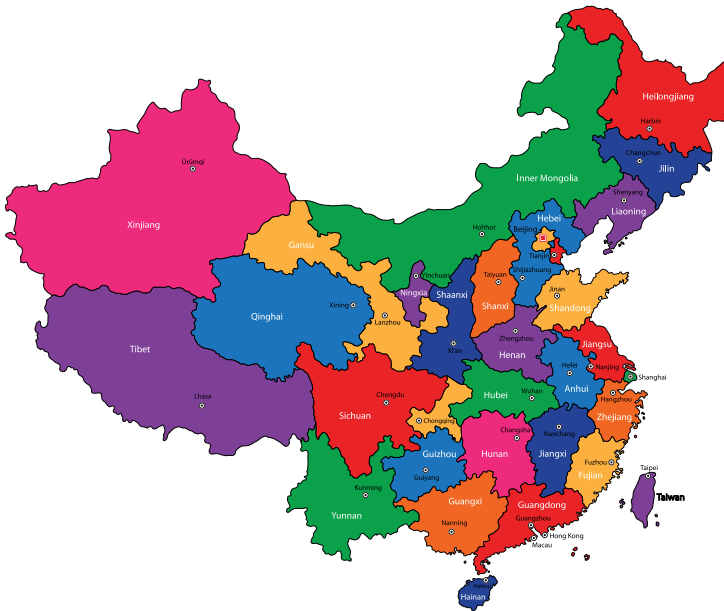 Heilongjiang
Harbin
Changchun
Jilin
Ürümqi
Inner Mongolia
Shenyang
Liaoning
Xinjiang
Hebei
Hohhot
Beijing
Gansu
Tianjin
Yinchuan
Taiyuan
Shijiazhuang
Ningxia
Shaanxi
Jinan
Xining
Shanxi
Shandong
Qinghai
Lanzhou
Zhengzhou
Tibet
Xi'an
Henan
Jiangsu
Hefei
Nanjing
Shanghai
Anhui
Lhasa
Chengdu
Hubei
Wuhan
Hangzhou
Sichuan
Chongqing
Zhejiang
Changsha
Nanchang
Guizhou
Hunan
Jiangxi
Fuzhou
Taipei
Guiyang
Fujian
Kunming
Taiwan
Guangxi
Guangdong
Yunnan
Nanning
Guangzhou
Hong Kong
Macau
Haikou
Hainan